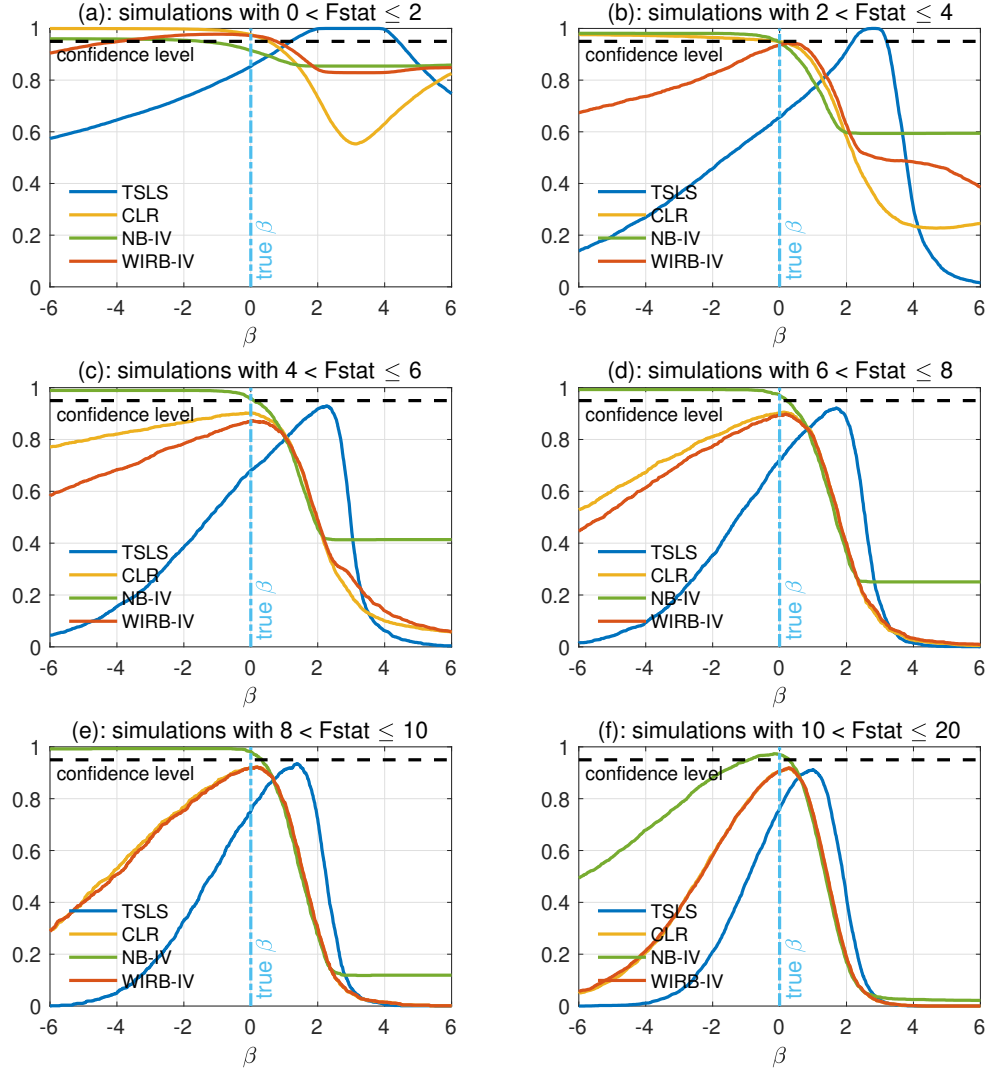 (a): simulations with 0 < Fstat ≤ 2
1
confidence level
0.8
0.6
0.4
0.2
0
TSLS
CLR
NB-IV
WIRB-IV
true β
-6 -4 -2 0 2 4 6
β
(b): simulations with 2 < Fstat ≤ 4
1
confidence level
0.8
0.6
0.4
0.2
0
TSLS
CLR
NB-IV
WIRB-IV
true β
-6 -4 -2 0 2 4 6
β
(c): simulations with 4 < Fstat ≤ 6
1
confidence level
0.8
0.6
0.4
0.2
0
TSLS
CLR
NB-IV
WIRB-IV
true β
-6 -4 -2 0 2 4 6
β
(d): simulations with 6 < Fstat ≤ 8
1
confidence level
0.8
0.6
0.4
0.2
0
TSLS
CLR
NB-IV
WIRB-IV
true β
-6 -4 -2 0 2 4 6
β
(e): simulations with 8 < Fstat ≤ 10
1
confidence level
0.8
0.6
0.4
0.2
0
TSLS
CLR
NB-IV
WIRB-IV
true β
-6 -4 -2 0 2 4 6
β
(f): simulations with 10 < Fstat ≤ 20
1
confidence level
0.8
0.6
0.4
0.2
0
TSLS
CLR
NB-IV
WIRB-IV
true β
-6 -4 -2 0 2 4 6
β